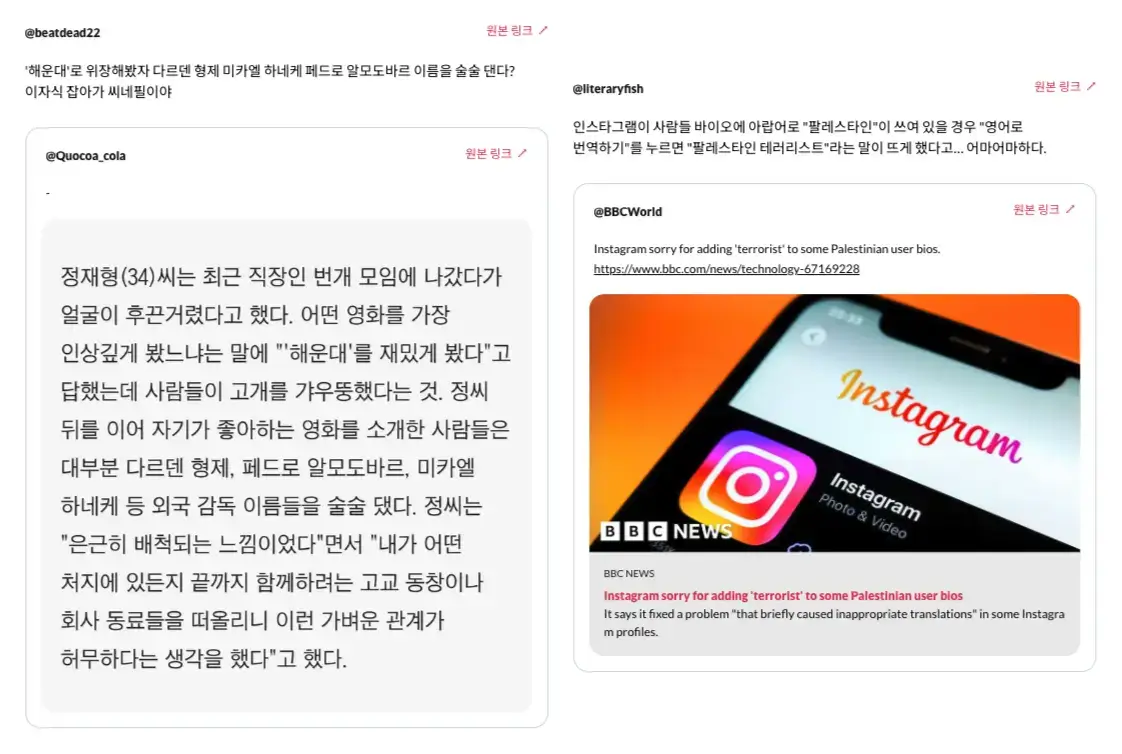 @beatdead22
원본 링크
'해운대'로 위장해봤자 다르덴 형제 미카엘 하네케 페드로 알모도바르 이름을 술술 댄다?
이자식 잡아가 씨네필이야
@Quocoa_cola
원본 링크
-
정재형(34)씨는 최근 직장인 번개 모임에 나갔다가
얼굴이 후끈거렸다고 했다. 어떤 영화를 가장
인상깊게 봤느냐는 말에 "'해운대'를 재밌게 봤다"고
답했는데 사람들이 고개를 갸우뚱했다는 것. 정씨
뒤를 이어 자기가 좋아하는 영화를 소개한 사람들은
대부분 다르덴 형제, 페드로 알모도바르, 미카엘
하네케 등 외국 감독 이름들을 술술 댔다. 정씨는
"은근히 배척되는 느낌이었다"면서 "내가 어떤
처지에 있든지 끝까지 함께하려는 고교 동창이나
회사 동료들을 떠올리니 이런 가벼운 관계가
허무하다는 생각을 했다"고 했다.
@literaryfish
원본 링크
인스타그램이 사람들 바이오에 아랍어로 "팔레스타인"이 쓰여 있을 경우 "영어로
번역하기"를 누르면 "팔레스타인 테러리스트"라는 말이 뜨게 했다고... 어마어마하다.
@BBCWorld
원본 링크
Instagram sorry for adding 'terrorist' to some Palestinian user bios.
https://www.bbc.com/news/technology-67169228
Instagram
Instagram
Photo & Video
BBC NEWS
BBC NEWS
Instagram sorry for adding 'terrorist' to some Palestinian user bios
It says it fixed a problem "that briefly caused inappropriate translations" in some Instagra
m profiles.